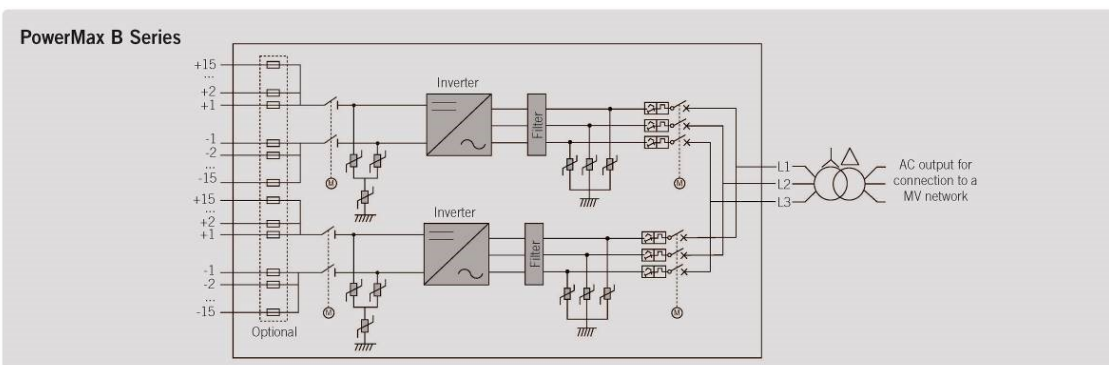 PowerMax B Series
+15
...
+2
+1
-1
-2
...
-15
Inverter
Filter
M
+15
...
+2
+1
-1
-2
...
-15
Optional
Inverter
Filter
M
M
M
L1
L2
L3
AC output for
connection to a
MV network